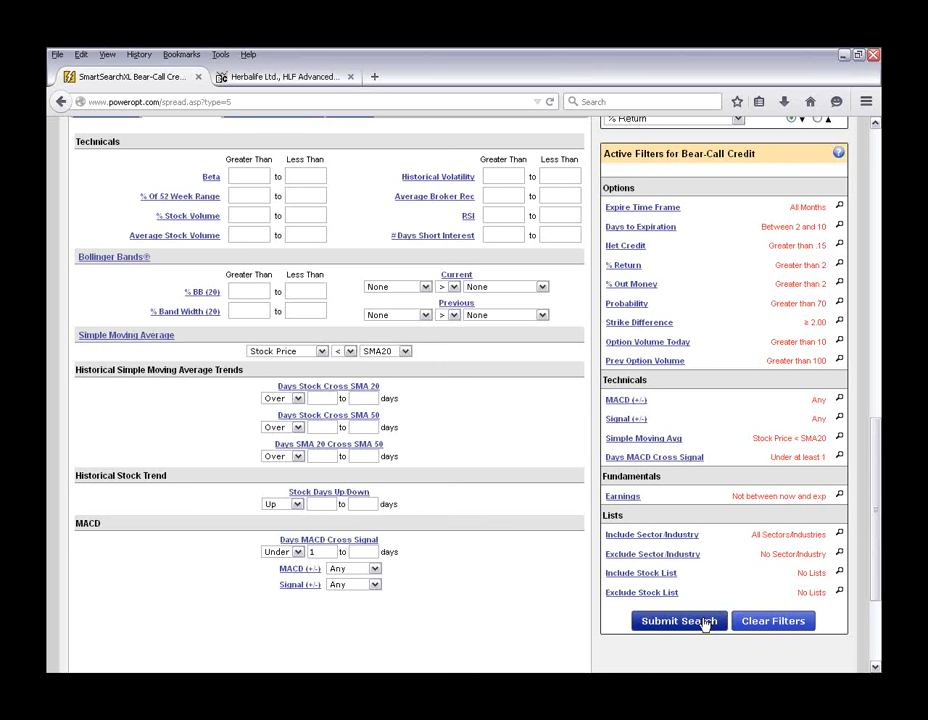 File Edit View History Bookmarks Tools Help
SmartSearchXL Bear-Call Cre... × Herbalife Ltd., HLF Advanced... × +
www.poweropt.com/spread.asp?type=5 Search
% Return
Technicals
Greater Than Less Than Greater Than Less Than
Beta to Historical Volatility to
% Of 52 Week Range to Average Broker Rec to
% Stock Volume to RSI to
Average Stock Volume to # Days Short Interest to
Bollinger Bands®
Greater Than Less Than Current
% BB (20) to None > None
Previous
% Band Width (20) to None > None
Simple Moving Average
Stock Price < SMA20
Historical Simple Moving Average Trends
Days Stock Cross SMA 20
Over to days
Days Stock Cross SMA 50
Over to days
Days SMA 20 Cross SMA 50
Over to days
Historical Stock Trend
Stock Days Up/Down
Up to days
MACD
Days MACD Cross Signal
Under 1 to days
MACD (+/-) Any
Signal (+/-) Any
Active Filters for Bear-Call Credit ?
Options
Expire Time Frame All Months
Days to Expiration Between 2 and 10
Net Credit Greater than .15
% Return Greater than 2
% Out Money Greater than 2
Probability Greater than 70
Strike Difference ≥ 2.00
Option Volume Today Greater than 10
Prev Option Volume Greater than 100
Technicals
MACD (+/-) Any
Signal (+/-) Any
Simple Moving Avg Stock Price < SMA20
Days MACD Cross Signal Under at least 1
Fundamentals
Earnings Not between now and exp
Lists
Include Sector/Industry All Sectors/Industries
Exclude Sector/Industry No Sector/Industry
Include Stock List No Lists
Exclude Stock List No Lists
Submit Search Clear Filters